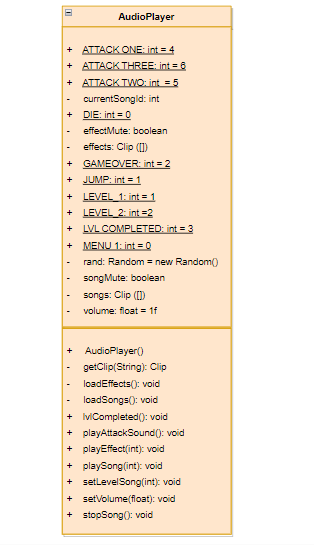 AudioPlayer
+ ATTACK ONE: int = 4
+ ATTACK THREE: int = 6
+ ATTACK TWO: int = 5
- currentSongId: int
+ DIE: int = 0
- effectMute: boolean
- effects: Clip ([])
+ GAMEOVER: int = 2
+ JUMP: int = 1
+ LEVEL_1: int = 1
+ LEVEL_2: int =2
+ LVL COMPLETED: int = 3
+ MENU 1: int = 0
- rand: Random = new Random()
- songMute: boolean
- songs: Clip ([])
- volume: float = 1f
+ AudioPlayer()
- getClip(String): Clip
- loadEffects(): void
- loadSongs(): void
+ lvlCompleted(): void
+ playAttackSound(): void
+ playEffect(int): void
+ playSong(int): void
+ setLevelSong(int): void
+ setVolume(float): void
+ stopSong(): void